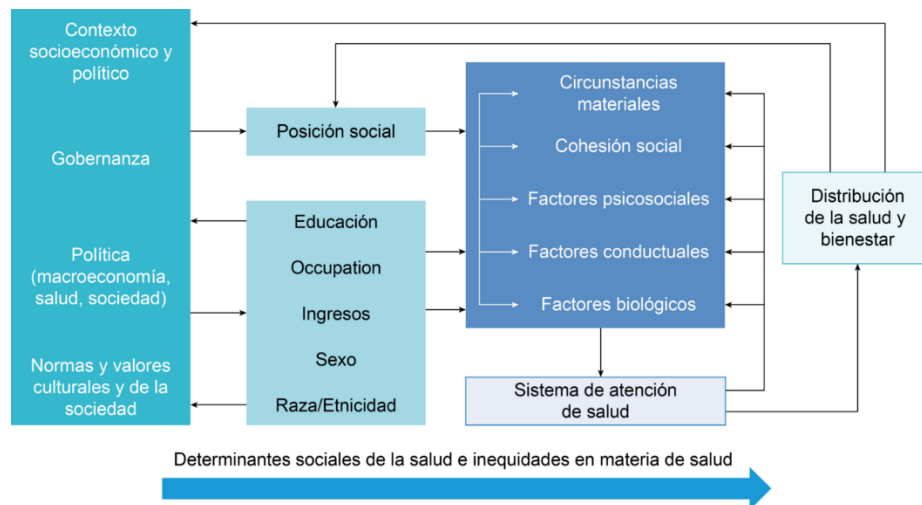 Contexto
socioeconómico y
político
Gobernanza
Política
(macroeconomía,
salud, sociedad)
Normas y valores
culturales y de la
sociedad
Posición social
Educación
Occupation
Ingresos
Sexo
Raza/Etnicidad
Circunstancias
materiales
Cohesión social
Factores psicosociales
Factores conductuales
Factores biológicos
Sistema de atención
de salud
Distribución
de la salud y
bienestar
Determinantes sociales de la salud e inequidades en materia de salud